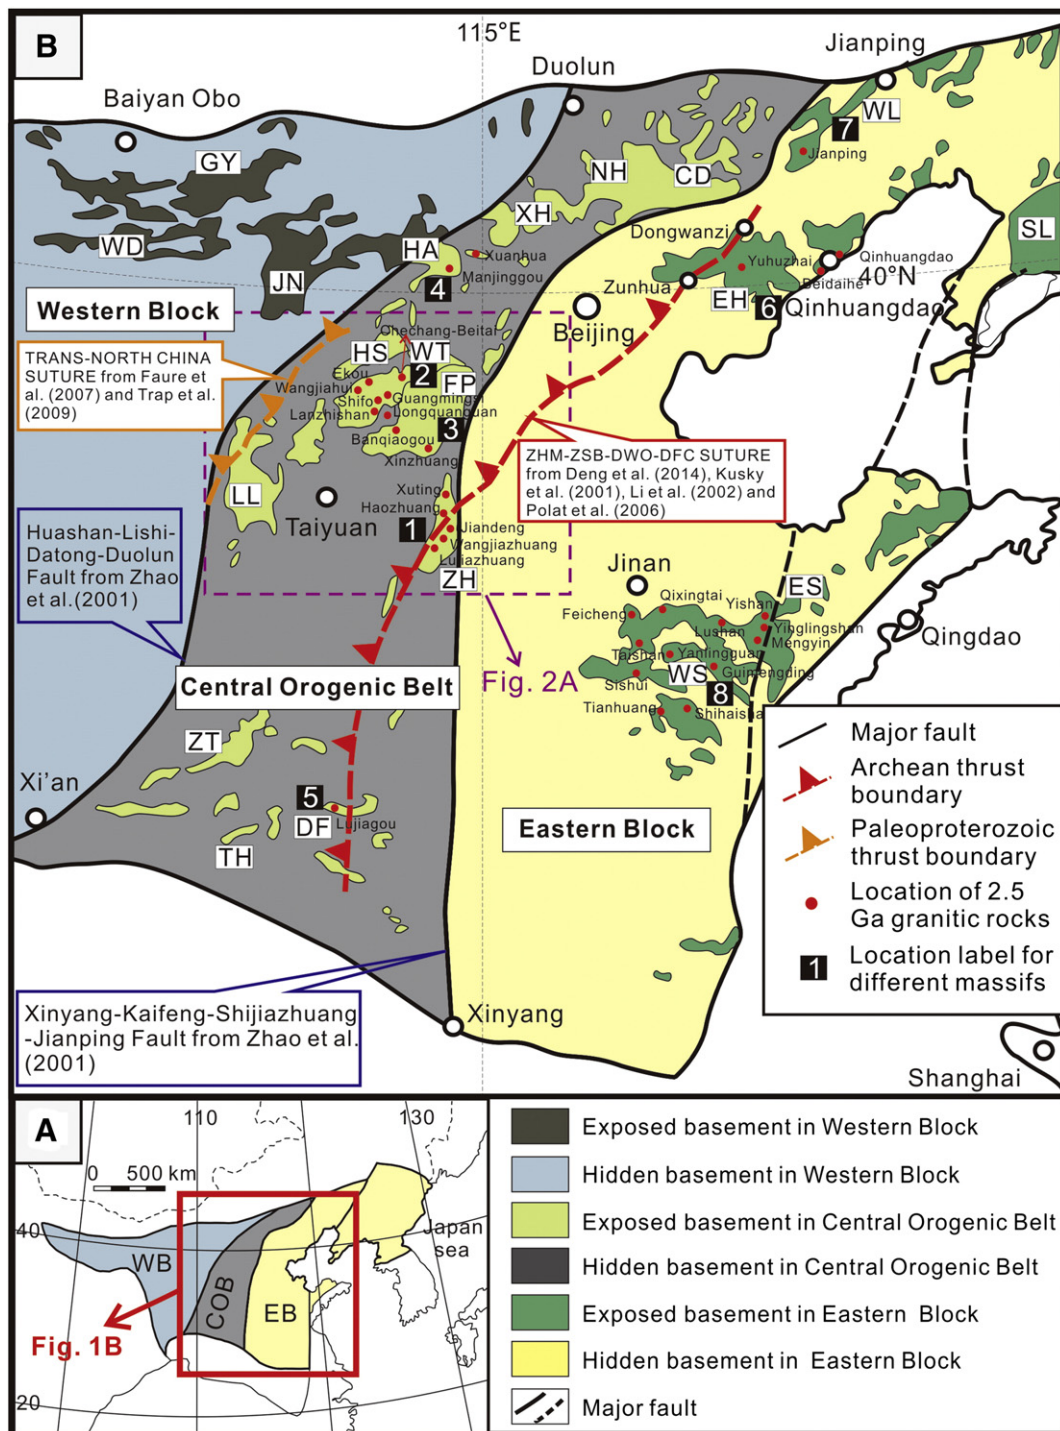 B
115°E
Jianping
Duolun
Baiyan Obo
WL
7
Jianping
GY
NH
CD
XH
WD
HA
Dongwanzi
SL
Xuanhua
Yuhuzhai
Qinhuangdao
40°N
JN
Manjinggou
Beidaihe
4
Zunhua
EH
6
Qinhuangdao
Western Block
Beijing
Chechang-Beitai
TRANS-NORTH CHINA
SUTURE from Faure et
al. (2007) and Trap et al.
(2009)
HS
WT
Ekou
2
FP
Wangjiahui
Guangmingsi
Shifo
Lanzhishan
Longquanguan
Banqiaogou
3
Xinzhuang
ZHM-ZSB-DWO-DFC SUTURE
from Deng et al. (2014), Kusky
et al. (2001), Li et al. (2002) and
Polat et al. (2006)
LL
Xuting
Taiyuan
Haozhuang
1
Jiandeng
Wangjiazhuang
Lujiazhuang
ZH
Huashan-Lishi-
Datong-Duolun
Fault from Zhao
et al.(2001)
Jinan
ES
Qixingtai
Yishan
Feicheng
Lushan
Yinglingshan
Mengyin
Qingdao
Taishan
Yanlingguan
WS
Guimengding
Sishui
8
Tianhuang
Shihaisha
Central Orogenic Belt
Fig. 2A
ZT
Xi’an
5
DF
Lujiagou
TH
Eastern Block
Major fault
Archean thrust
boundary
Paleoproterozoic
thrust boundary
Location of 2.5
Ga granitic rocks
1
Location label for
different massifs
Xinyang-Kaifeng-Shijiazhuang
-Jianping Fault from Zhao et al.
(2001)
Xinyang
Shanghai
A
110
130
0 500 km
40
Japan
sea
WB
COB
EB
Fig. 1B
20
Exposed basement in Western Block
Hidden basement in Western Block
Exposed basement in Central Orogenic Belt
Hidden basement in Central Orogenic Belt
Exposed basement in Eastern Block
Hidden basement in Eastern Block
Major fault